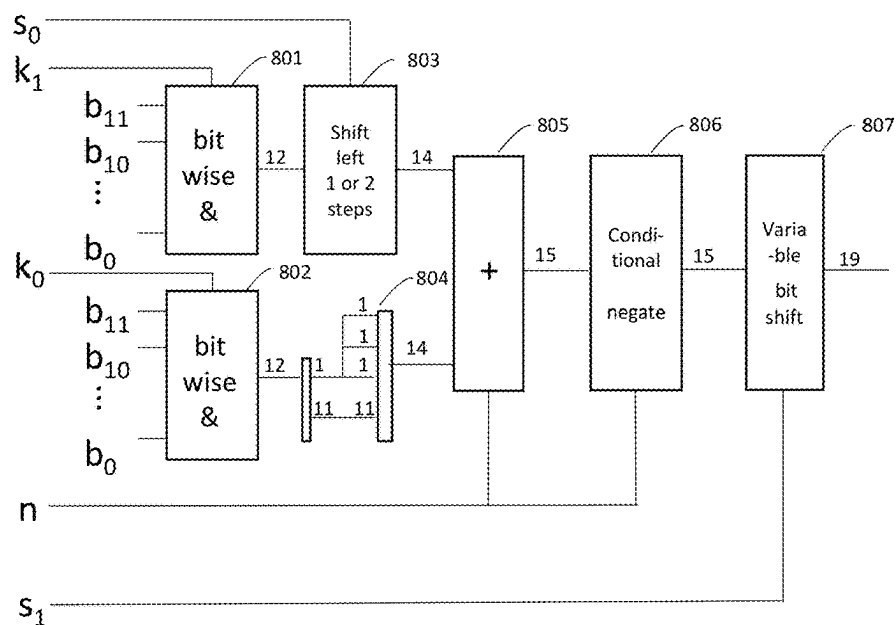 s0
k1
801
803
b11
b10
...
b0
bit
wise
&
12
Shift
left
1 or 2
steps
14
805
806
807
+
15
Condi-
tional
negate
15
Varia
-ble
bit
shift
19
k0
802
b11
b10
...
b0
bit
wise
&
12
804
1
1
1
1
11
11
14
n
s1